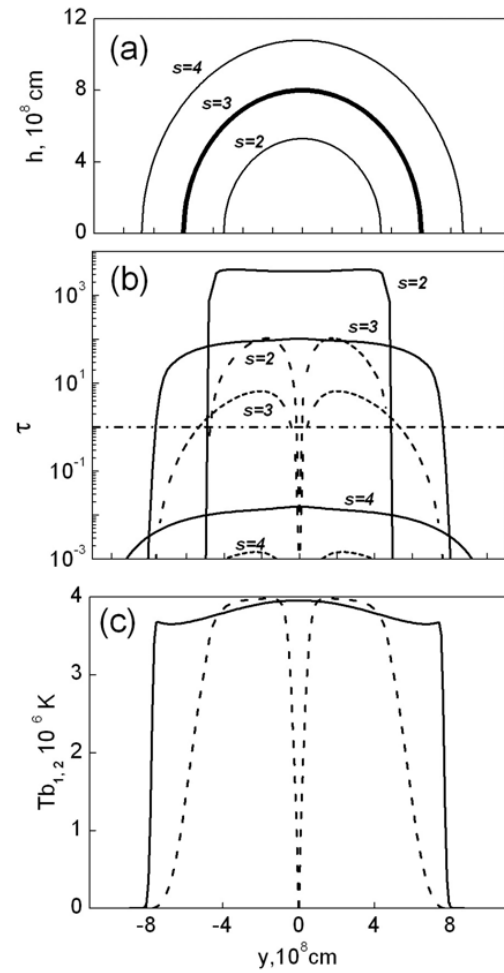 (a)
12
8
4
0
h, 10⁸ cm
s=4
s=3
s=2
(b)
10³
10¹
10⁻¹
10⁻³
τ
s=2
s=3
s=2
s=3
s=4
s=4
(c)
4
3
2
1
0
Tb₁,₂ 10⁶ K
-8 -4 0 4 8
y,10⁸cm